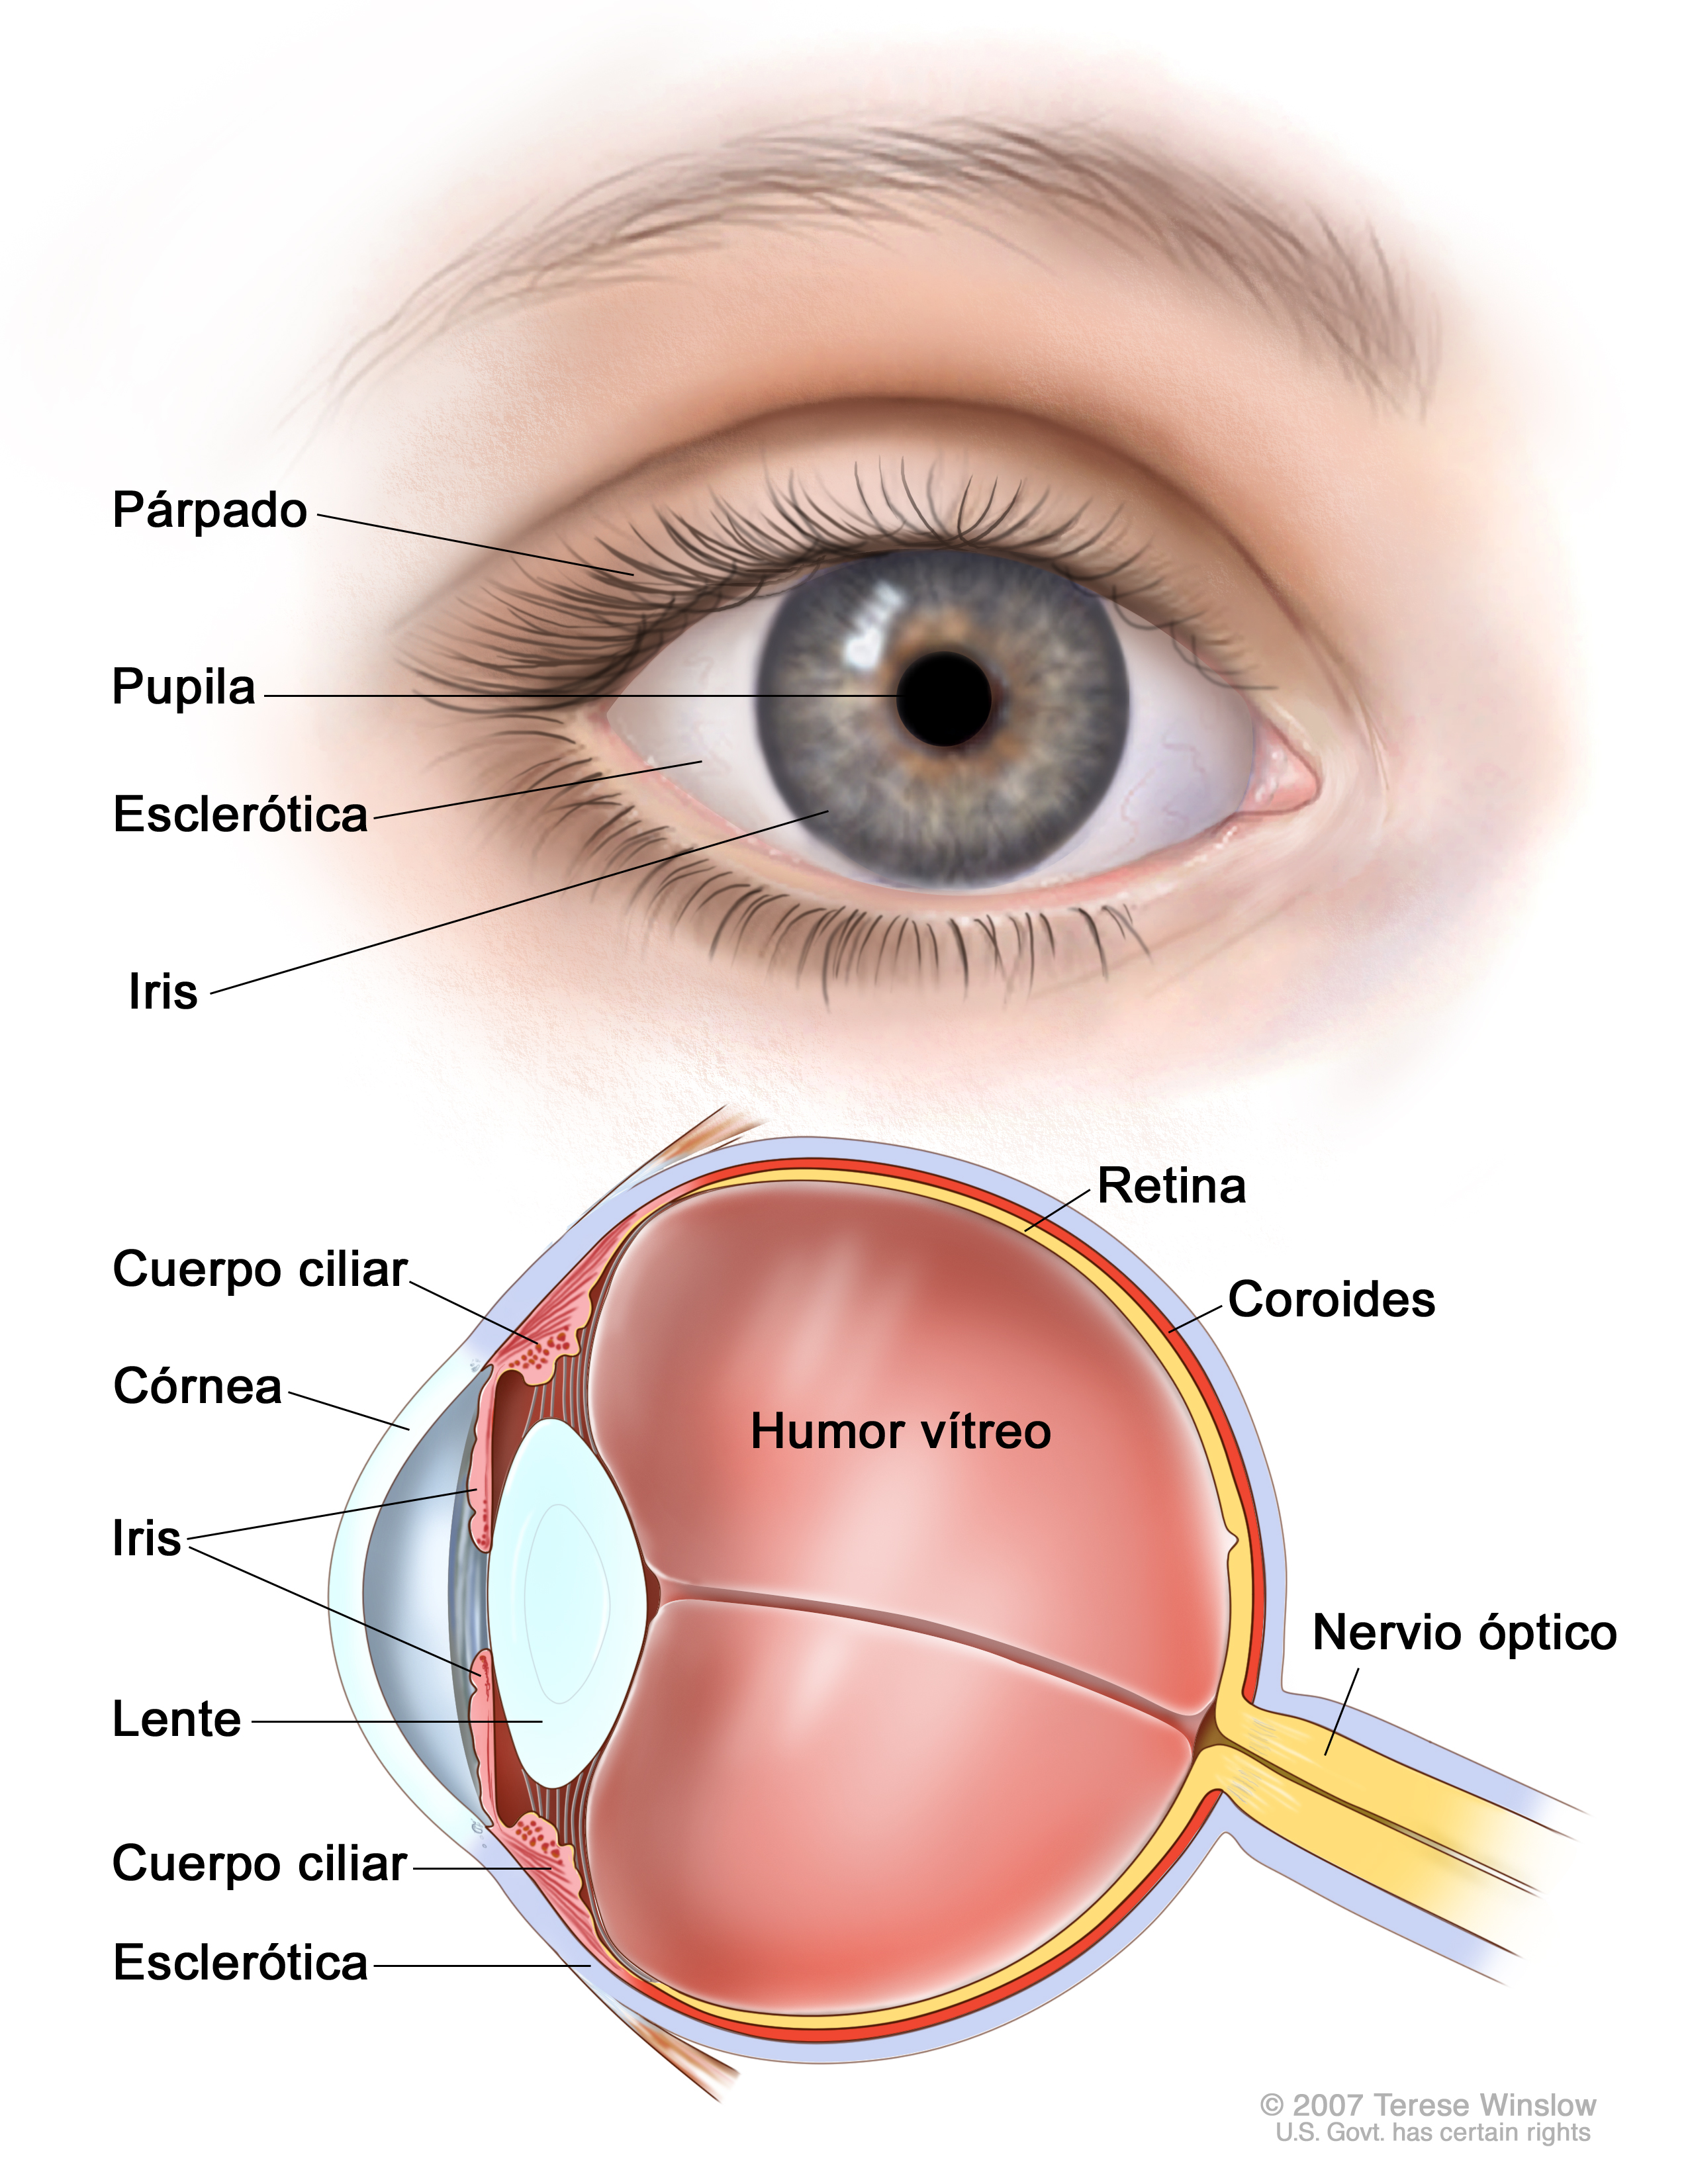 Párpado
Pupila
Esclerótica
Iris
Retina
Cuerpo ciliar
Coroides
Córnea
Humor vítreo
Iris
Nervio óptico
Lente
Cuerpo ciliar
Esclerótica
© 2007 Terese Winslow
U.S. Govt. has certain rights